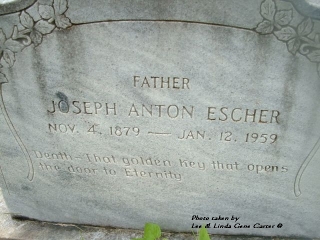 FATHER
JOSEPH ANTON ESCHER
NOV. 4, 1879 — JAN. 12, 1959
Death - That golden Key that opens
the door to Eternity
Photo taken by
Lee & Linda Gene Carter ©